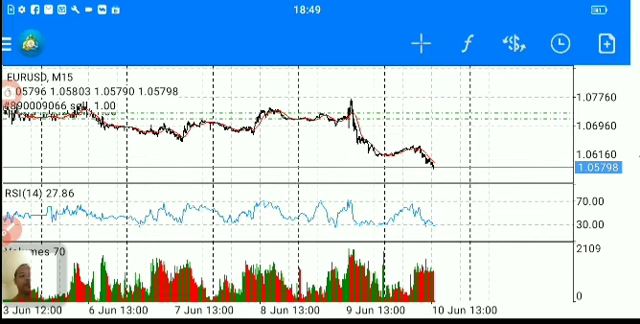 18:49
EURUSD, M15
05796 1.05803 1.05790 1.05798
4890009066 sell 1.00
1.07760
1.06960
1.06160
1.05798
RSI(14) 27.86
70.00
30.00
Volumes 70
2109
0
3 Jun 12:00 6 Jun 13:00 7 Jun 13:00 8 Jun 13:00 9 Jun 13:00 10 Jun 13:00